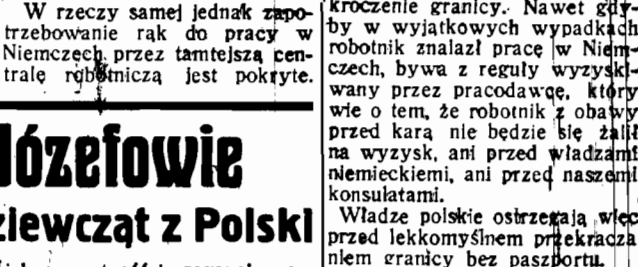 W rzeczy samej jednak zapo-
trzebowanie rąk do pracy w
Niemczech przez tamtejszą cen-
tralę robotniczą jest pokryte.
Józefowie
ziewcząt z Polski
kroczenie granicy. Nawet gdy-
by w wyjątkowych wypadkach
robotnik znalazł pracę w Niem-
czech, bywa z reguły wyzyski-
wany przez pracodawcę, który
wie o tem, że robotnik z obawy
przed karą nie będzie się żalił
na wyzysk, ani przed władzami
niemieckiemi, ani przed naszemi
konsulatami.
Władze polskie ostrzegają więc
przed lekkomyślnem przekracza
niem granicy bez paszportu.